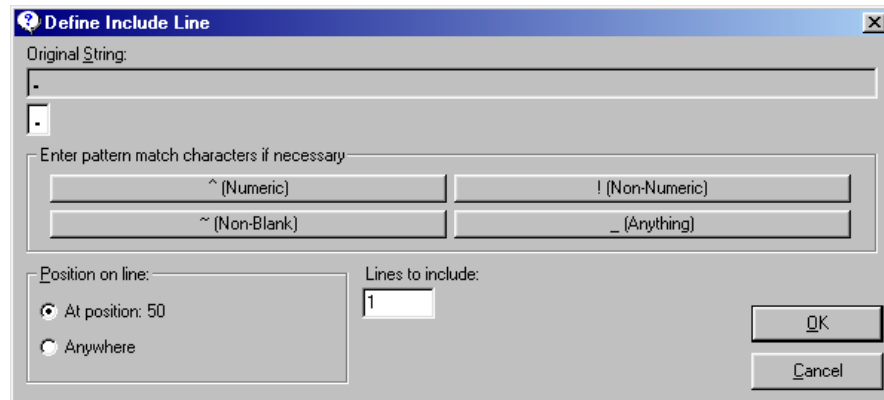 Define Include Line
Original String:
.
.
Enter pattern match characters if necessary
^ (Numeric)
! (Non-Numeric)
~ (Non-Blank)
_ (Anything)
Position on line:
At position: 50
Anywhere
Lines to include:
1
OK
Cancel